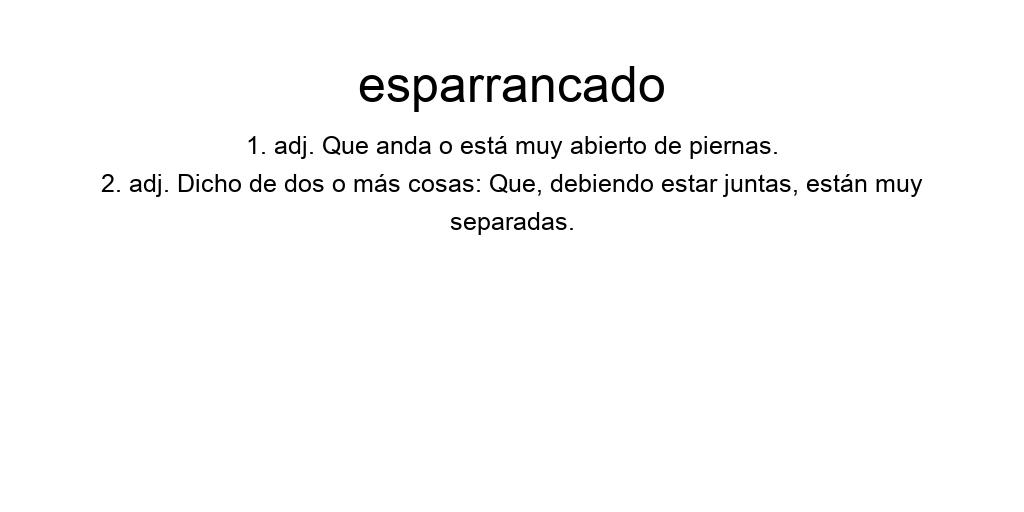 esparrancado
1. adj. Que anda o está muy abierto de piernas.
2. adj. Dicho de dos o más cosas: Que, debiendo estar juntas, están muy
separadas.